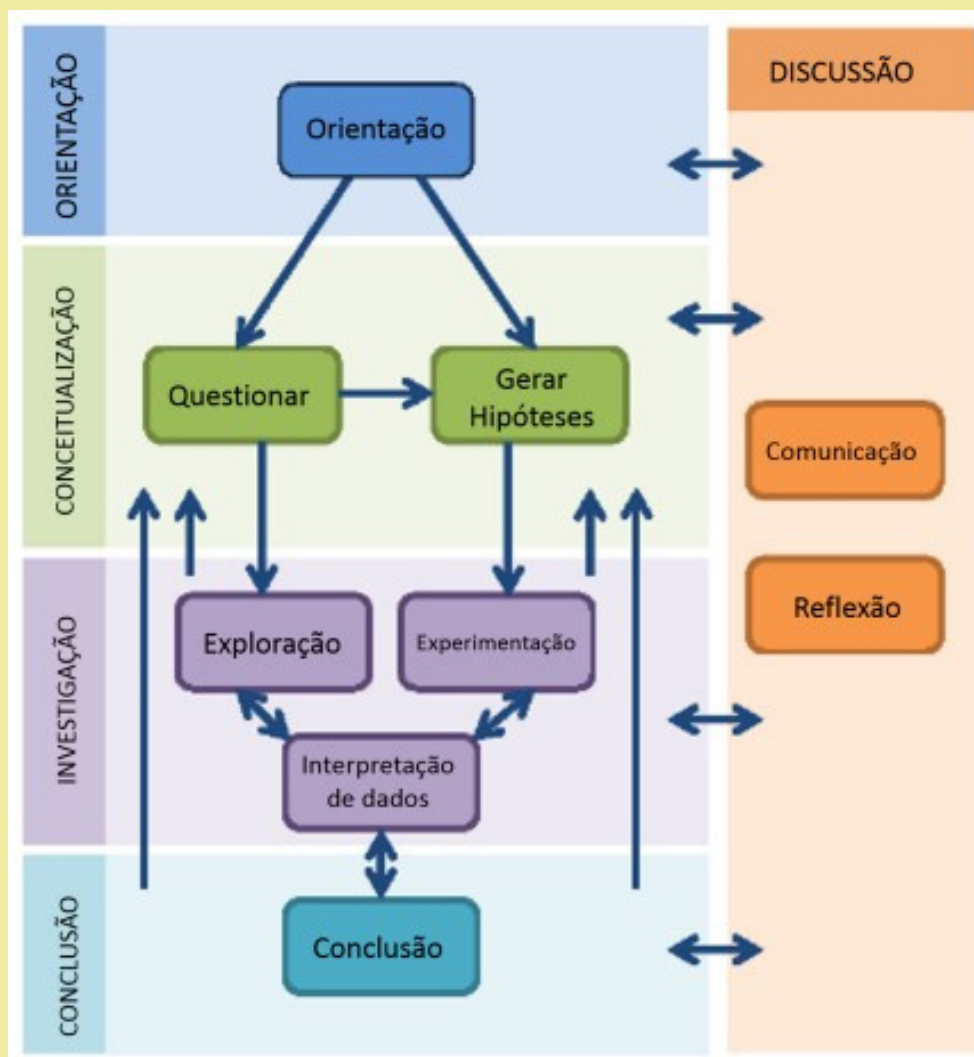 ORIENTAÇÃO
Orientação
CONCEITUALIZAÇÃO
Questionar
Gerar
Hipóteses
INVESTIGAÇÃO
Exploração
Experimentação
Interpretação
de dados
CONCLUSÃO
Conclusão
DISCUSSÃO
Comunicação
Reflexão